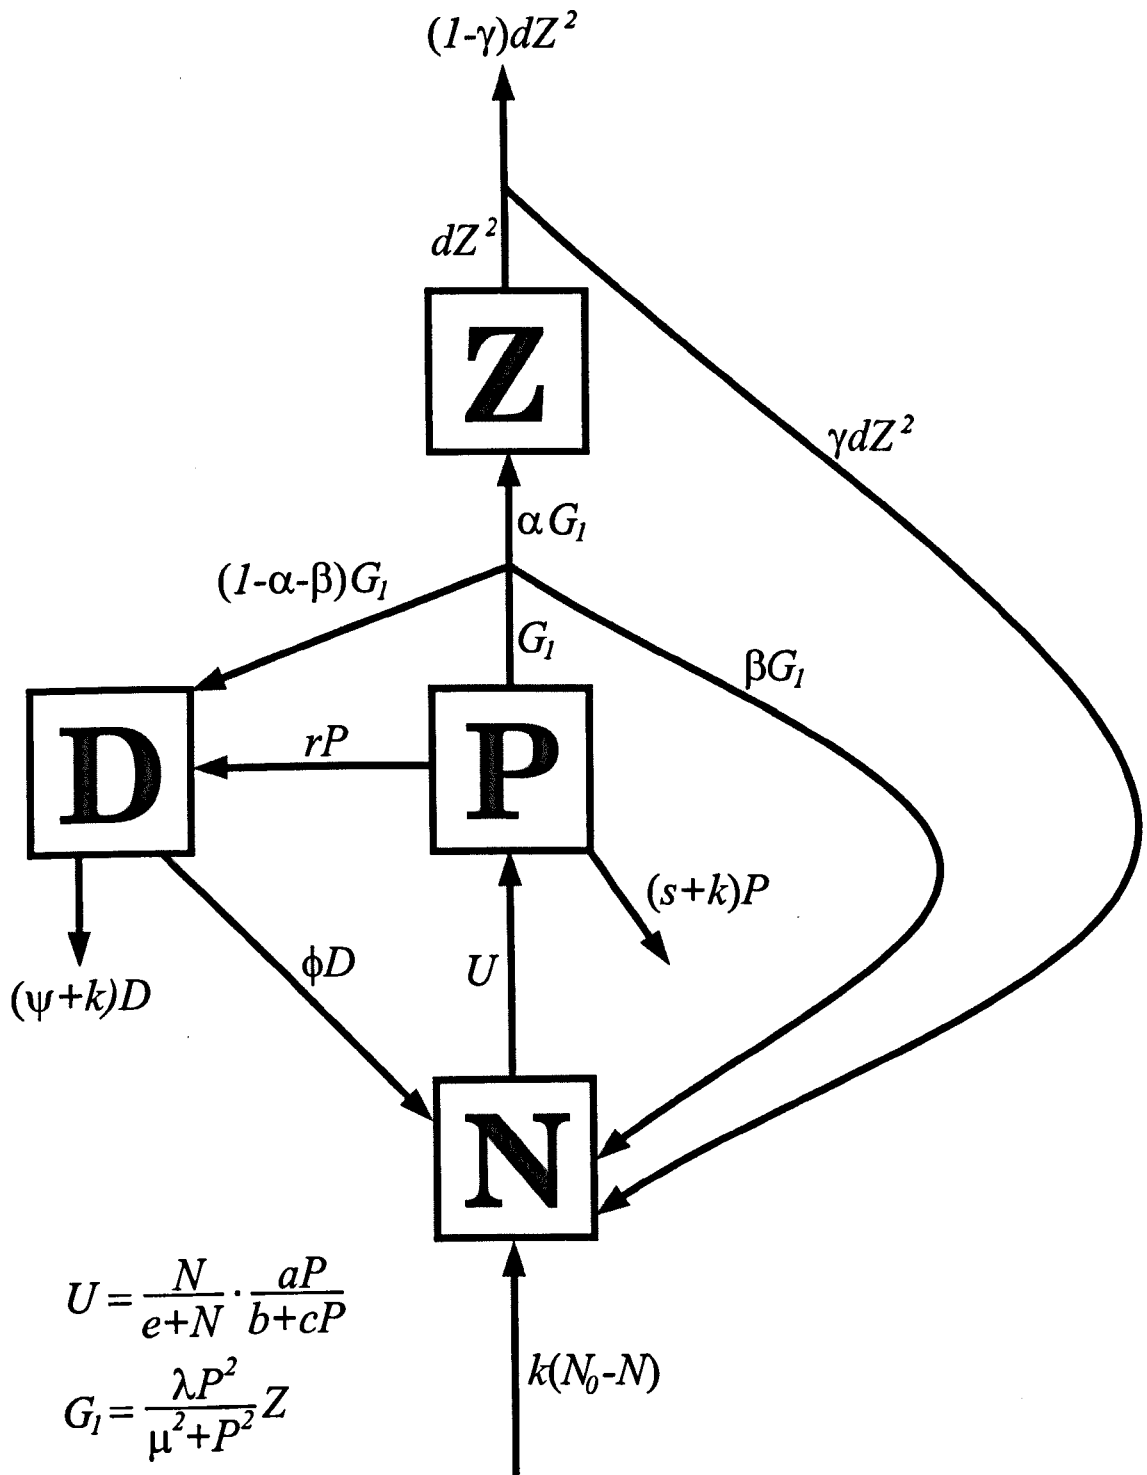 (1-γ)dZ²
dZ²
Z
γdZ²
αG₁
(1-α-β)G₁
G₁
βG₁
D
rP
P
(s+k)P
φD
U
(ψ+k)D
N
U = N/(e+N) · aP/(b+cP)
k(N₀-N)
G₁ = λP²/(μ²+P²) Z